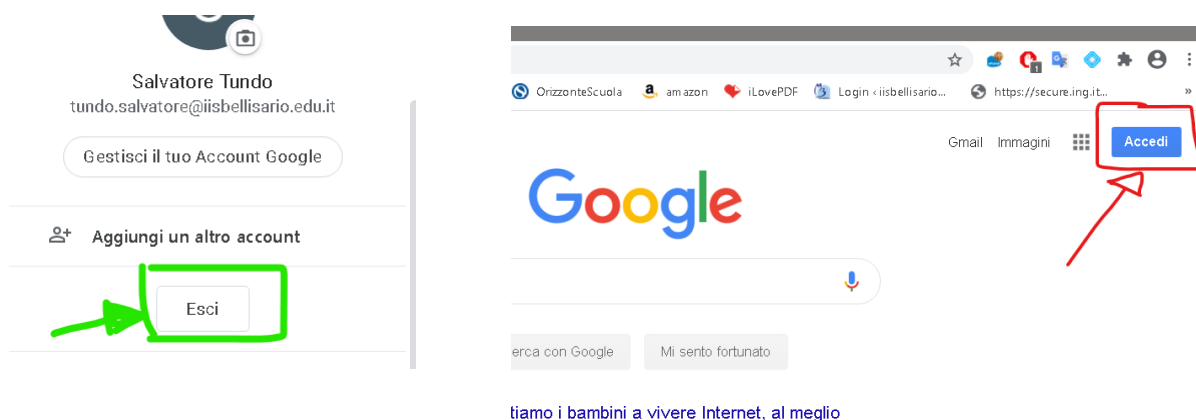 Salvatore Tundo
tundo.salvatore@iisbellisario.edu.it
Gestisci il tuo Account Google
Aggiungi un altro account
Esci
1
OrizzonteScuola amazon iLovePDF Login ‹ iisbellisario... https://secure.ing.it... »
Gmail Immagini Accedi
Google
erca con Google Mi sento fortunato
tiamo i bambini a vivere Internet, al meglio